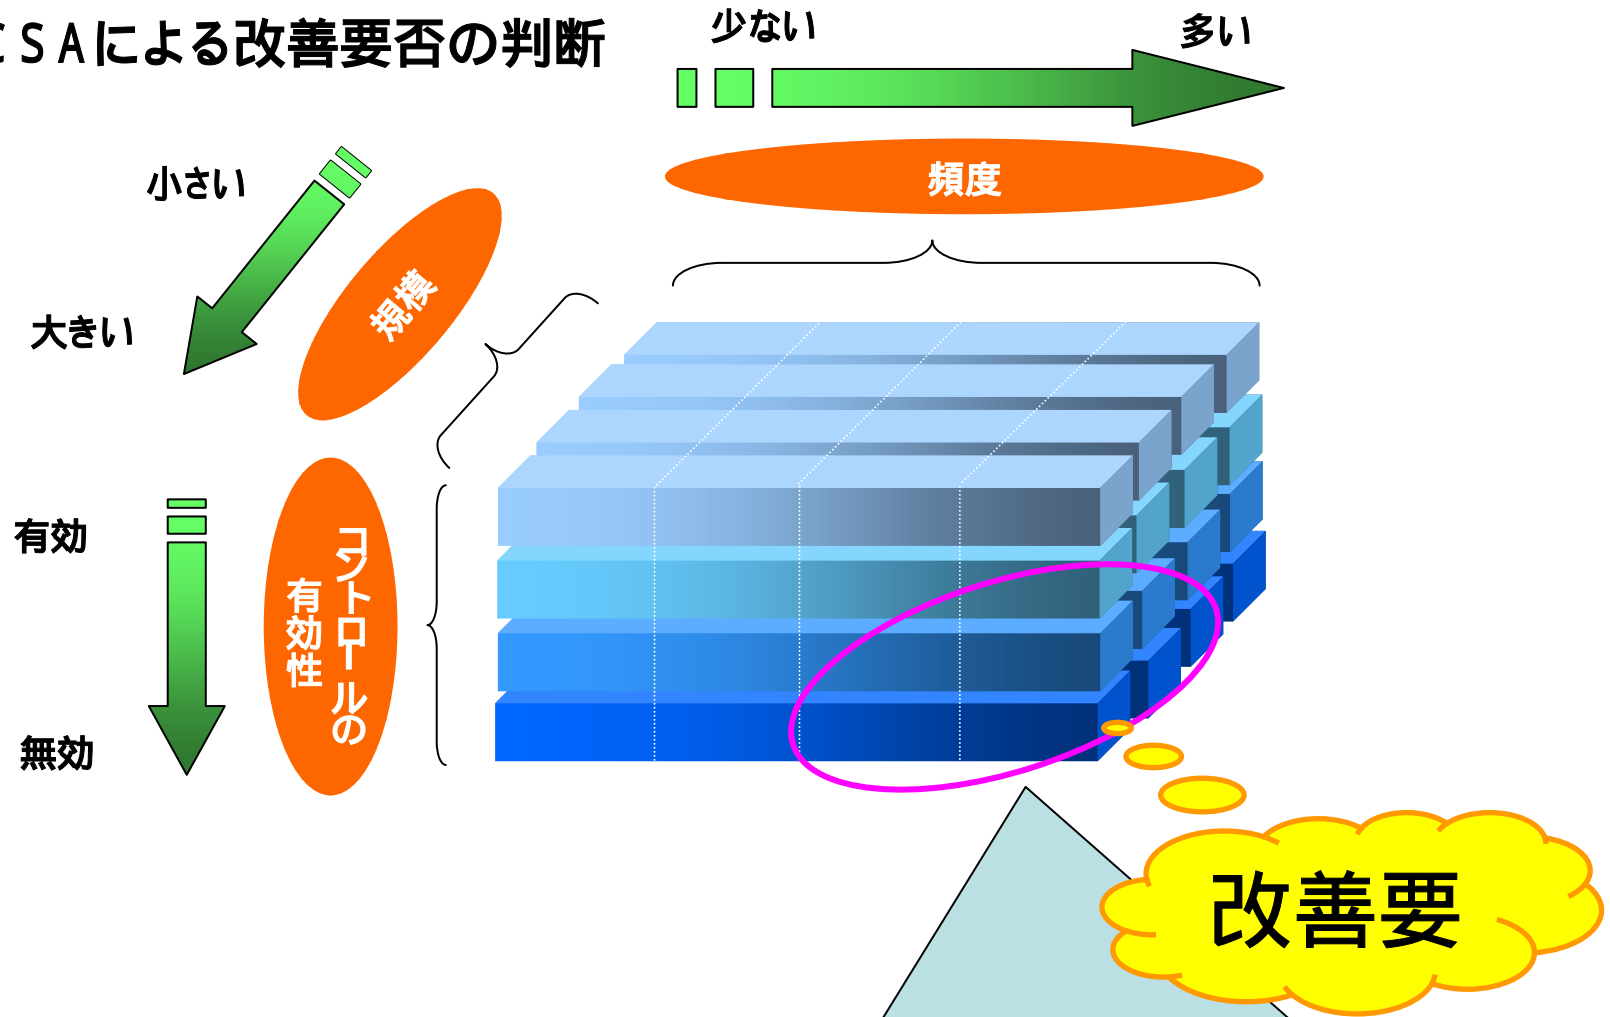 CSAによる改善要否の判断
少ない
多い
頻度
小さい
大きい
規模
有効
無効
コントロールの
有効性
改善要